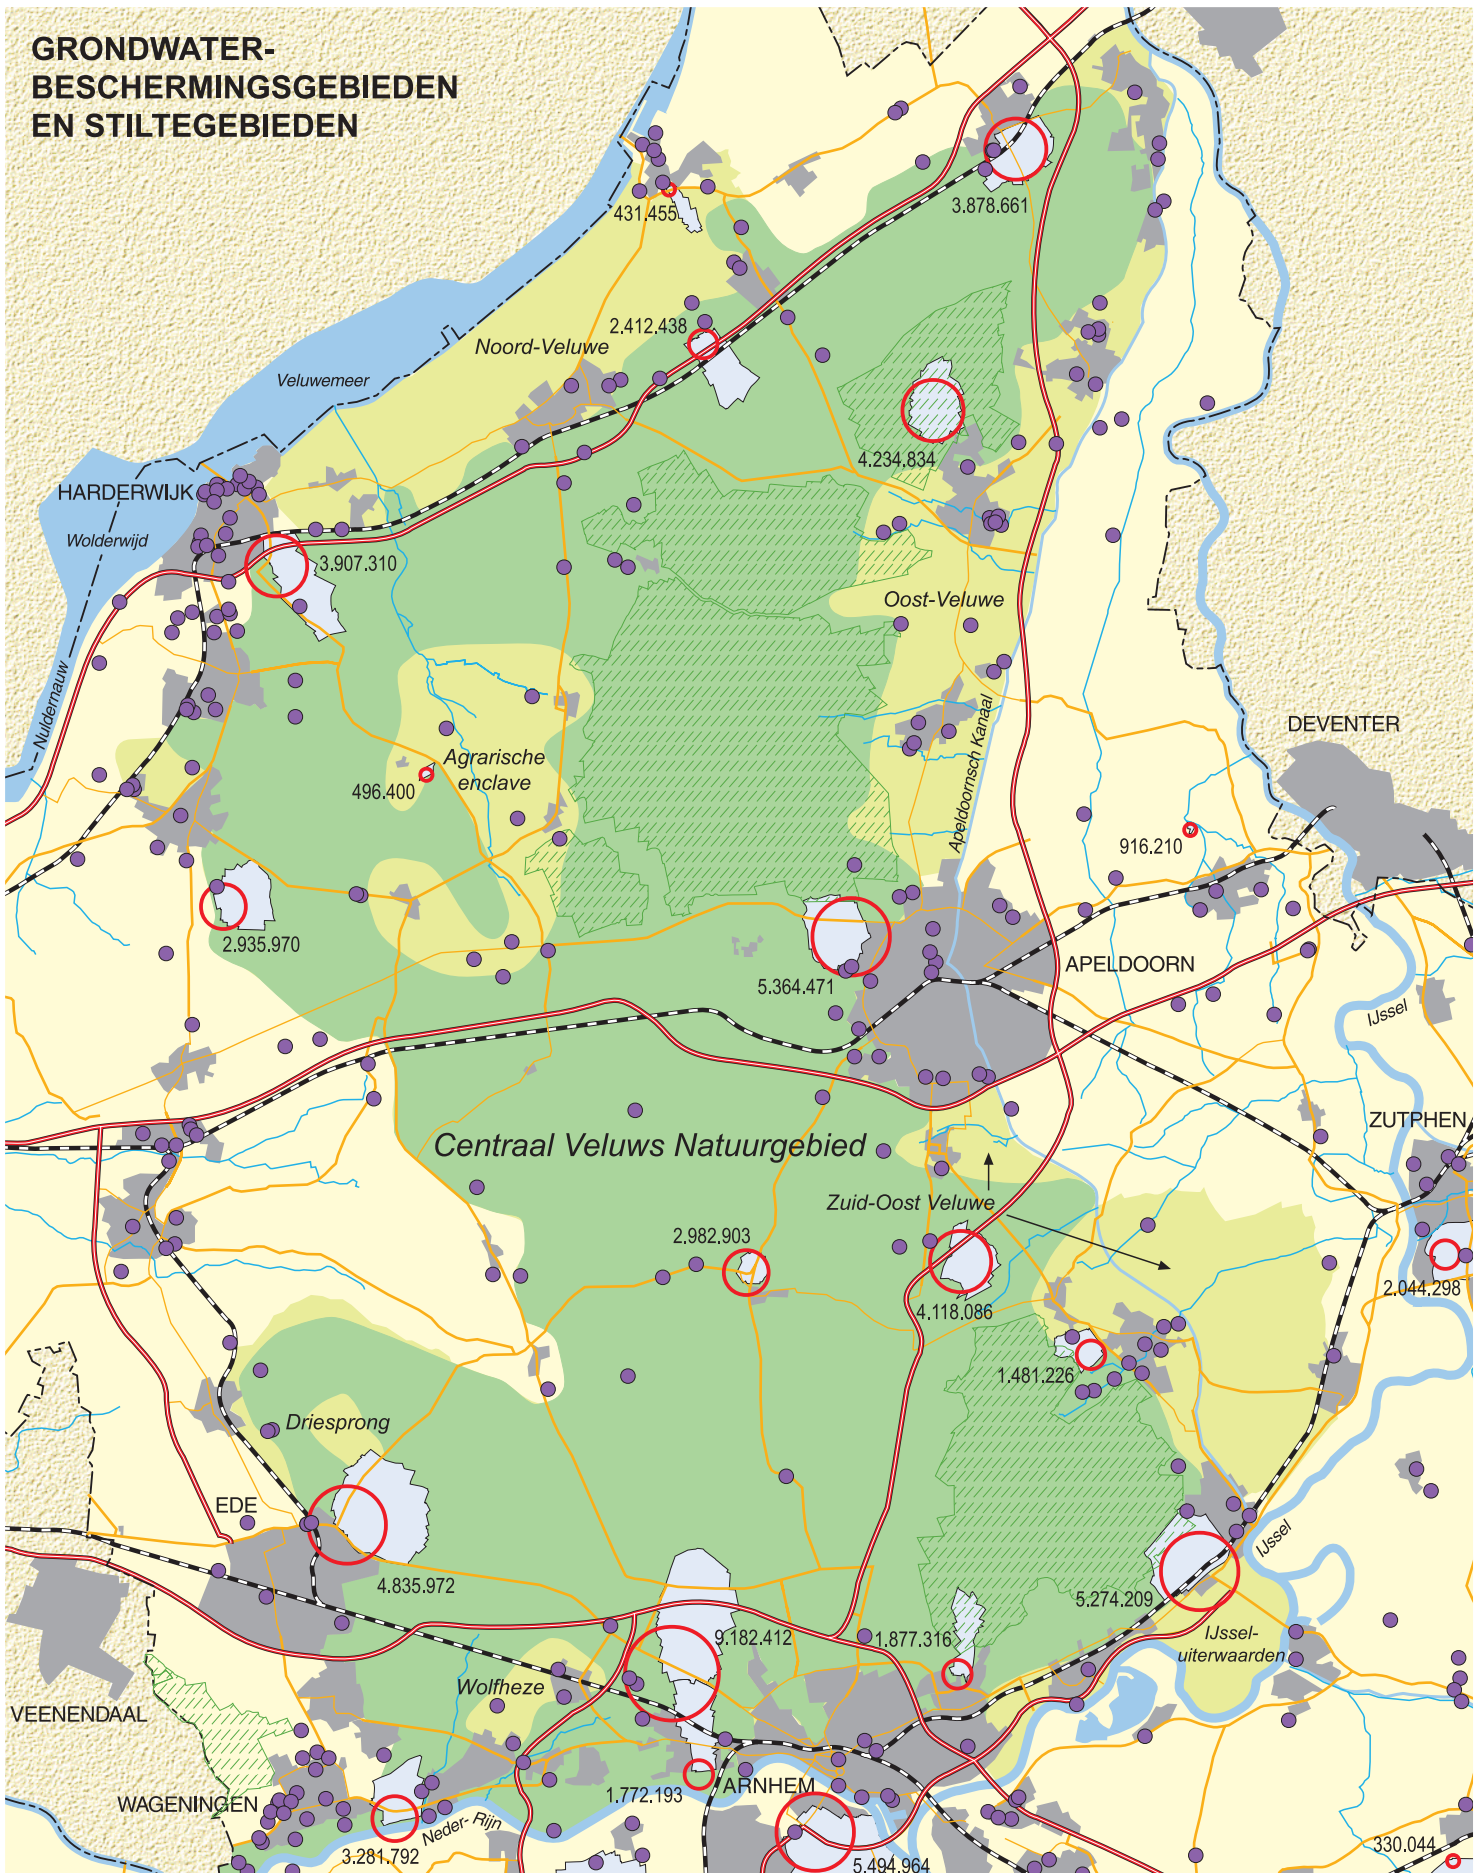 GRONDWATER-
BESCHERMINGSGEBIEDEN
EN STILTEGEBIEDEN
431.455
3.878.661
2.412.438
Noord-Veluwe
Veluwemeer
4.234.834
HARDERWIJK
Wolderwijd
3.907.310
Oost-Veluwe
Nuldernauw
Apeldoornsch Kanaal
DEVENTER
Agrarische
enclave
496.400
916.210
2.935.970
5.364.471
APELDOORN
IJssel
ZUTPHEN
Centraal Veluws Natuurgebied
Zuid-Oost Veluwe
2.982.903
2.044.298
4.118.086
1.481.226
Driesprong
EDE
IJssel
4.835.972
5.274.209
9.182.412
1.877.316
IJssel-
uiterwaarden
Wolfheze
VEENENDAAL
1.772.193
ARNHEM
WAGENINGEN
Neder- Rijn
330.044
3.281.792
5.494.964